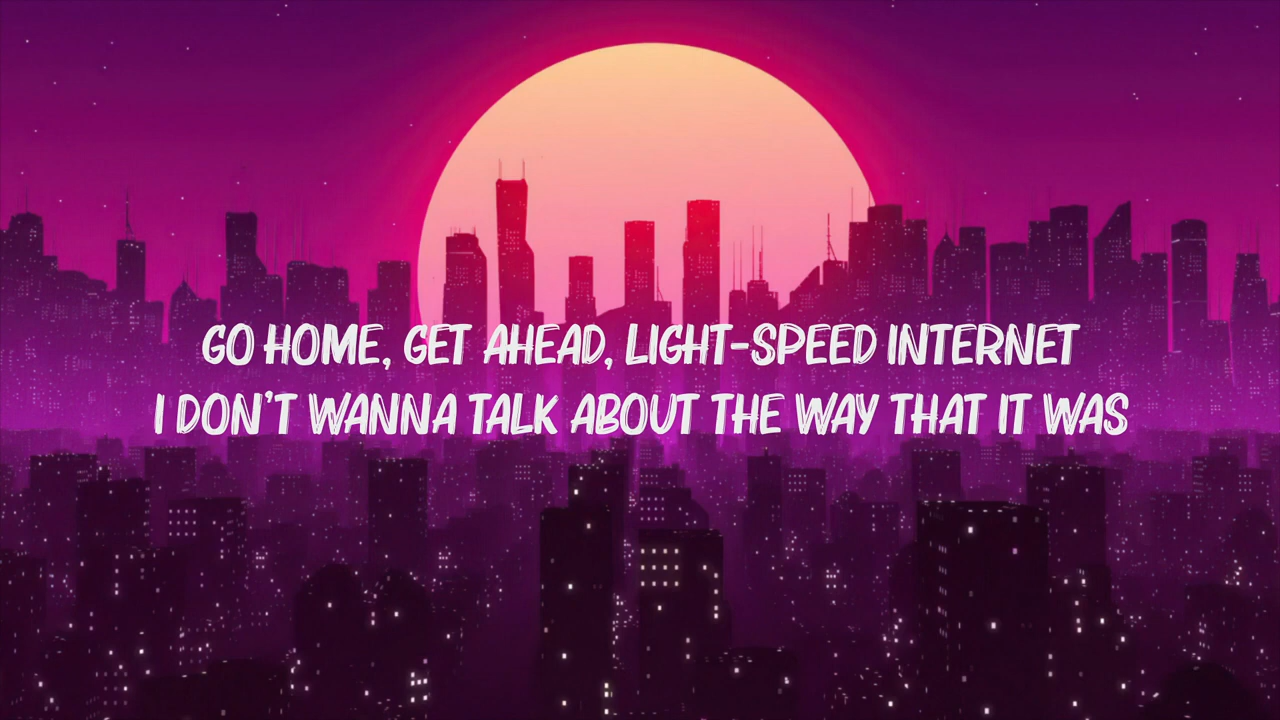 GO HOME, GET AHEAD, LIGHT-SPEED INTERNET
I DON'T WANNA TALK ABOUT THE WAY THAT IT WAS